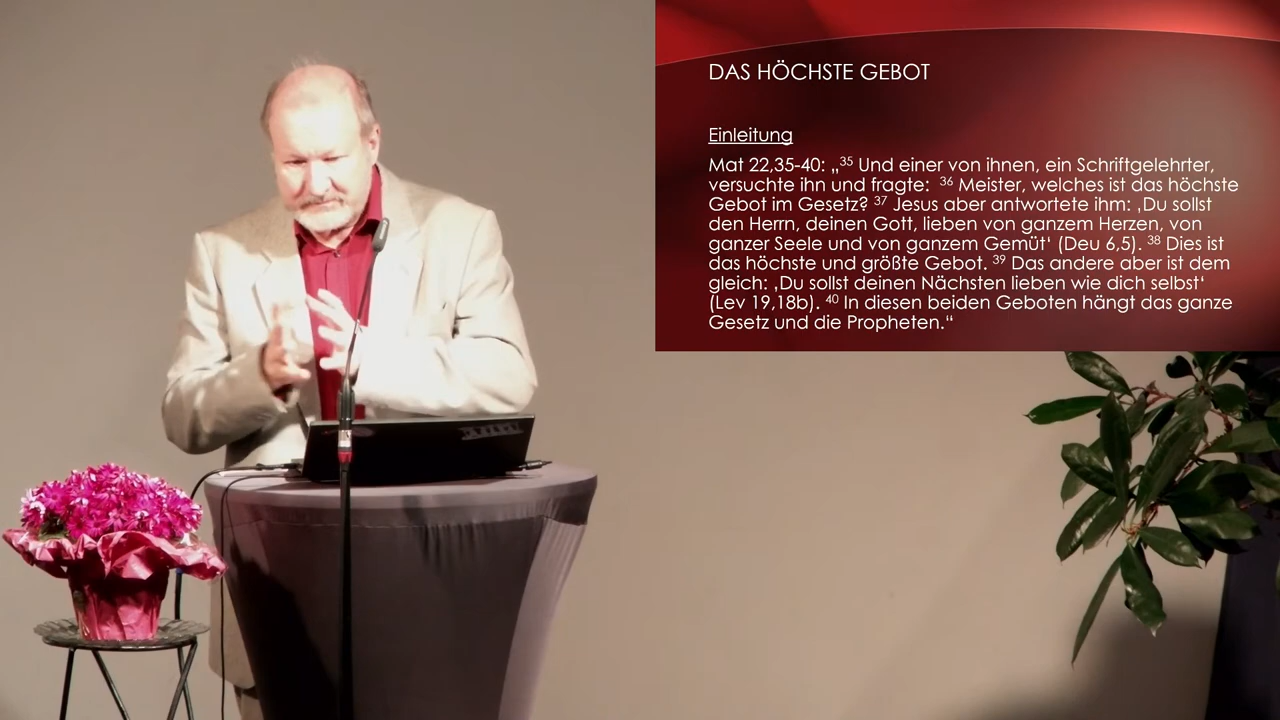 DAS HÖCHSTE GEBOT
Einleitung
Mat 22,35-40: „³⁵ Und einer von ihnen, ein Schriftgelehrter,
versuchte ihn und fragte: ³⁶ Meister, welches ist das höchste
Gebot im Gesetz? ³⁷ Jesus aber antwortete ihm: ‚Du sollst
den Herrn, deinen Gott, lieben von ganzem Herzen, von
ganzer Seele und von ganzem Gemüt‘ (Deu 6,5). ³⁸ Dies ist
das höchste und größte Gebot. ³⁹ Das andere aber ist dem
gleich: ‚Du sollst deinen Nächsten lieben wie dich selbst‘
(Lev 19,18b). ⁴⁰ In diesen beiden Geboten hängt das ganze
Gesetz und die Propheten.“